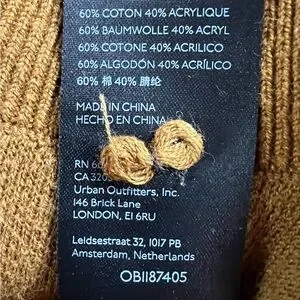 60% COTON 40% ACRYLIQUE
60% BAUMWOLLE 40% ACRYL
60% COTONE 40% ACRILICO
60% ALGODÓN 40% ACRÍLICO
60% 棉 40% 腈纶
MADE IN CHINA
HECHO EN CHINA
RN
CA
Urban Outfitters, Inc.
146 Brick Lane
LONDON, E1 6RU
Leidsestraat 32, 1017 PB
Amsterdam, Netherlands
OB1187405